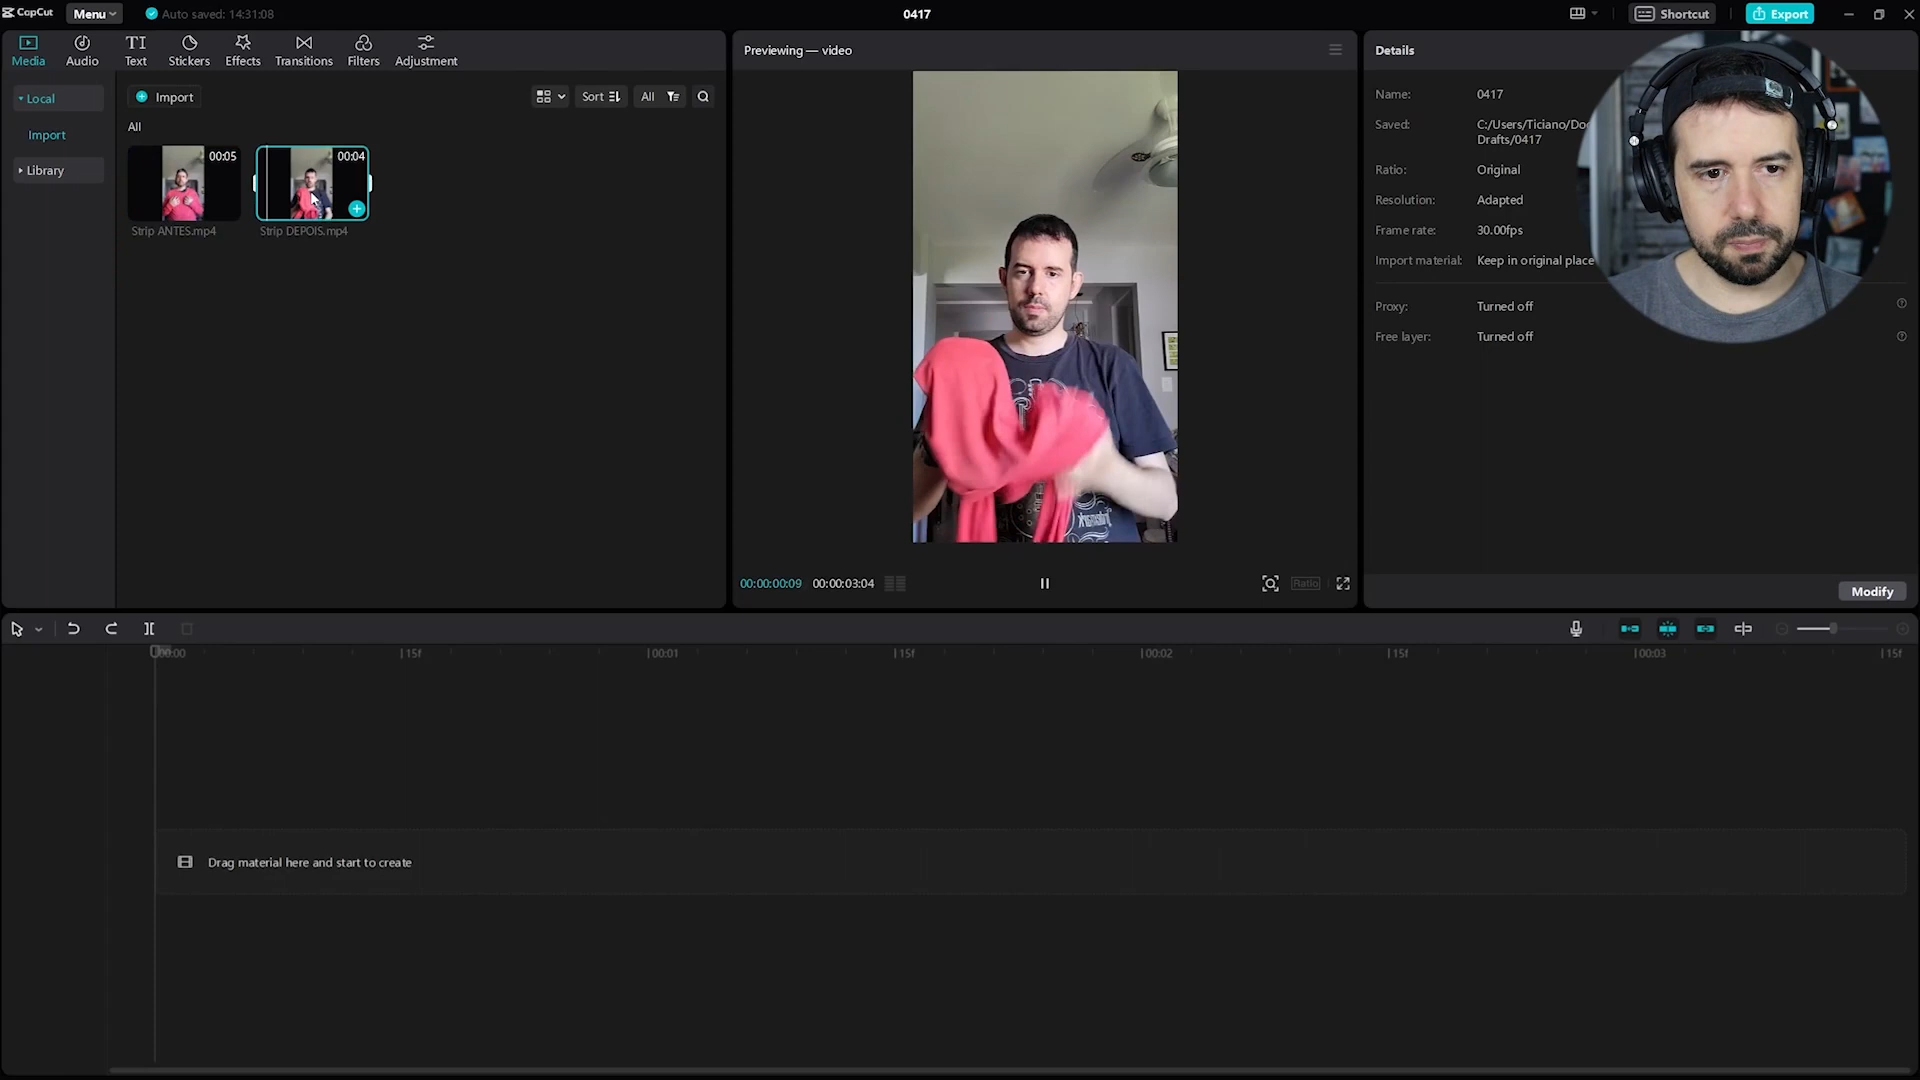 CapCut
Menu
Auto saved: 14:31:08
0417
Shortcut
Export
Media
Audio
TI
Text
Stickers
Effects
Transitions
Filters
Adjustment
Local
Import
Library
Import
Sort
All
All
00:05
Strip ANTES.mp4
00:04
Strip DEPOIS.mp4
Previewing — video
00:00:00:09
00:00:03:04
Ratio
Details
Name:
0417
Saved:
C:/Users/Ticiano/Doc
Drafts/0417
Ratio:
Original
Resolution:
Adapted
Frame rate:
30.00fps
Import material:
Keep in original place
Proxy:
Turned off
Free layer:
Turned off
Modify
00:00
15f
00:01
15f
00:02
15f
00:03
15f
Drag material here and start to create